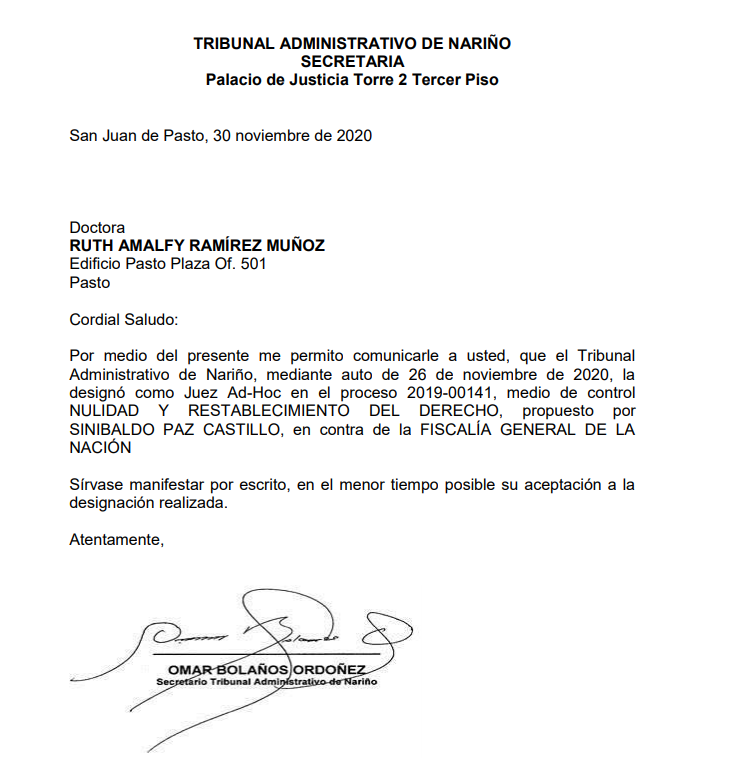 TRIBUNAL ADMINISTRATIVO DE NARIÑO
SECRETARIA
Palacio de Justicia Torre 2 Tercer Piso
San Juan de Pasto, 30 noviembre de 2020
Doctora
RUTH AMALFY RAMÍREZ MUÑOZ
Edificio Pasto Plaza Of. 501
Pasto
Cordial Saludo:
Por medio del presente me permito comunicarle a usted, que el Tribunal
Administrativo de Nariño, mediante auto de 26 de noviembre de 2020, la
designó como Juez Ad-Hoc en el proceso 2019-00141, medio de control
NULIDAD Y RESTABLECIMIENTO DEL DERECHO, propuesto por
SINIBALDO PAZ CASTILLO, en contra de la FISCALÍA GENERAL DE LA
NACIÓN
Sírvase manifestar por escrito, en el menor tiempo posible su aceptación a la
designación realizada.
Atentamente,
OMAR BOLAÑOS ORDOÑEZ
Secretario Tribunal Administrativo de Nariño